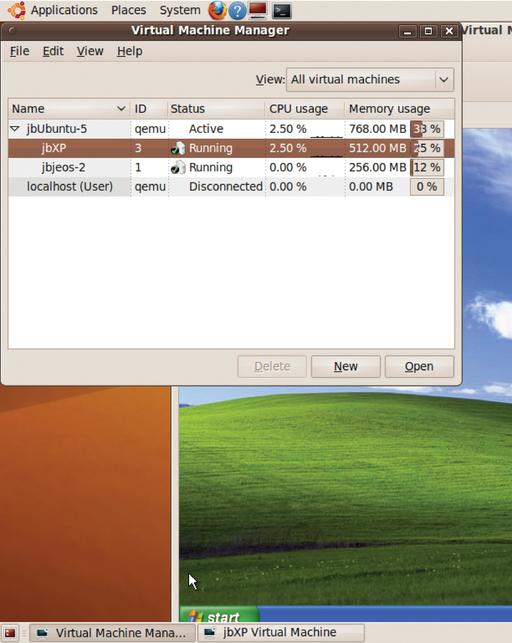 Applications Places System
Virtual Machine Manager
Virtual M
File Edit View Help
View: All virtual machines
Name ID Status CPU usage Memory usage
jbUbuntu-5 qemu Active 2.50 % 768.00 MB 33 %
jbXP 3 Running 2.50 % 512.00 MB 25 %
jbjeos-2 1 Running 0.00 % 256.00 MB 12 %
localhost (User) qemu Disconnected 0.00 % 0.00 MB 0 %
Delete New Open
start
Virtual Machine Mana... jbXP Virtual Machine